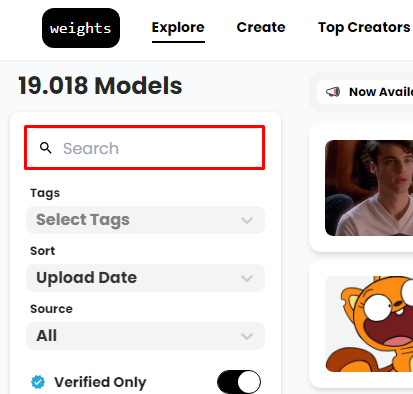 weights
Explore
Create
Top Creators
19.018 Models
Now Availa
Search
Tags
Select Tags
Sort
Upload Date
Source
All
Verified Only